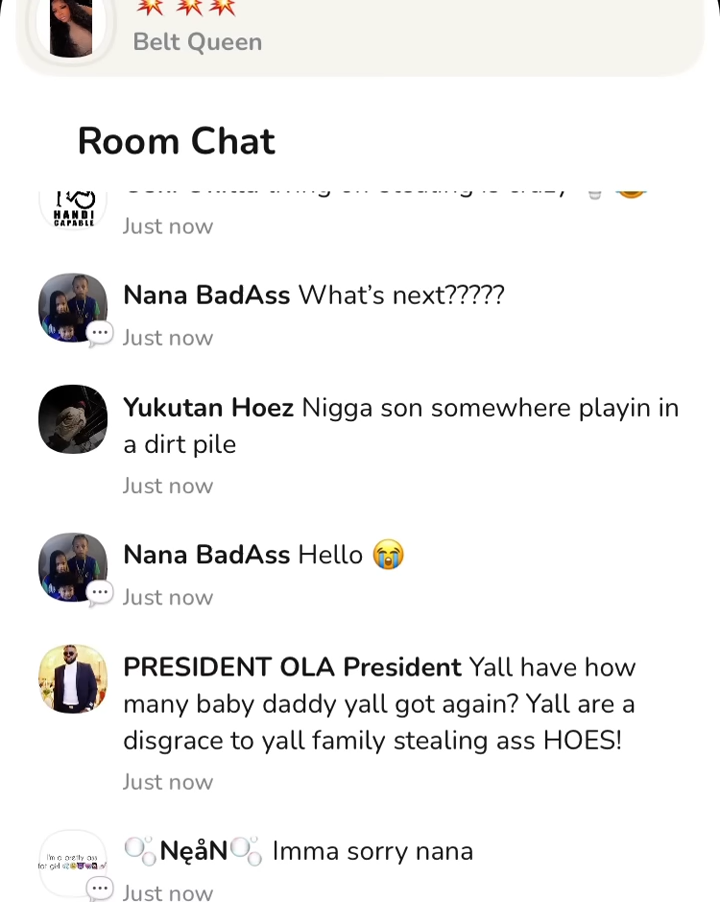 💥 💥 💥
Belt Queen
Room Chat
HANDI
CAPABLE
Just now
Nana BadAss What's next?????
Just now
Yukutan Hoez Nigga son somewhere playin in
a dirt pile
Just now
Nana BadAss Hello 😭
Just now
PRESIDENT OLA President Yall have how
many baby daddy yall got again? Yall are a
disgrace to yall family stealing ass HOES!
Just now
I'm a pretty ass
🫧NęåN🫧 Imma sorry nana
Just now